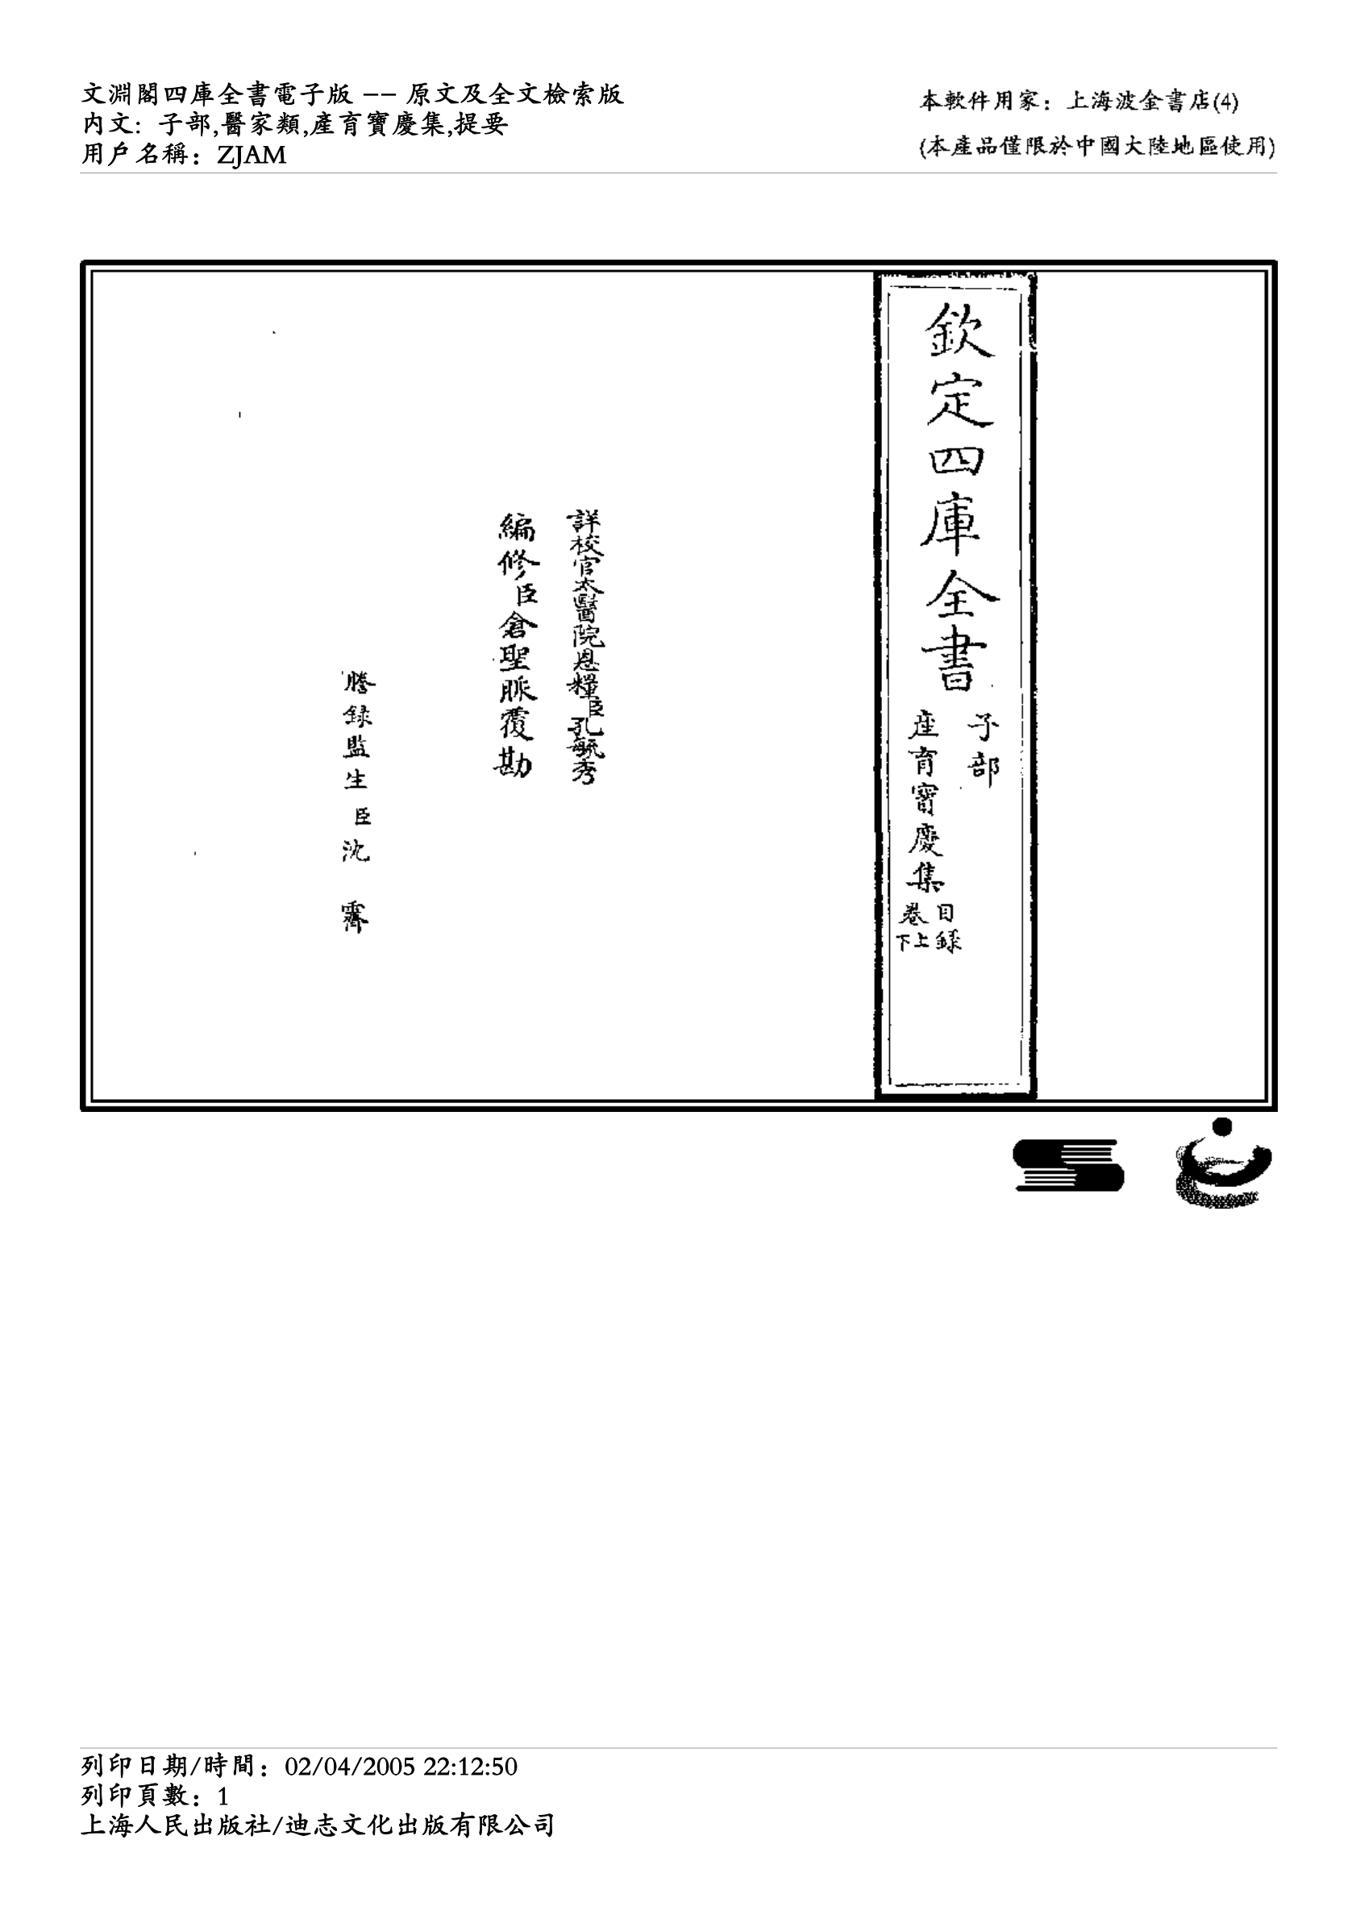 文淵閣四庫全書電子版 −− 原文及全文檢索版
内文: 子部,醫家類,產育寶慶集,提要
用戶名稱：ZJAM
本軟件用家：上海波金書店(4)
(本產品僅限於中國大陸地區使用)
欽定四庫全書
子部
産育寳慶集
目録
卷上下
詳校官太醫院恩糧臣孔毓秀
編修臣倉聖脈覆勘
謄録監生臣沈霽
列印日期/時間：02/04/2005 22:12:50
列印頁數：1
上海人民出版社/迪志文化出版有限公司